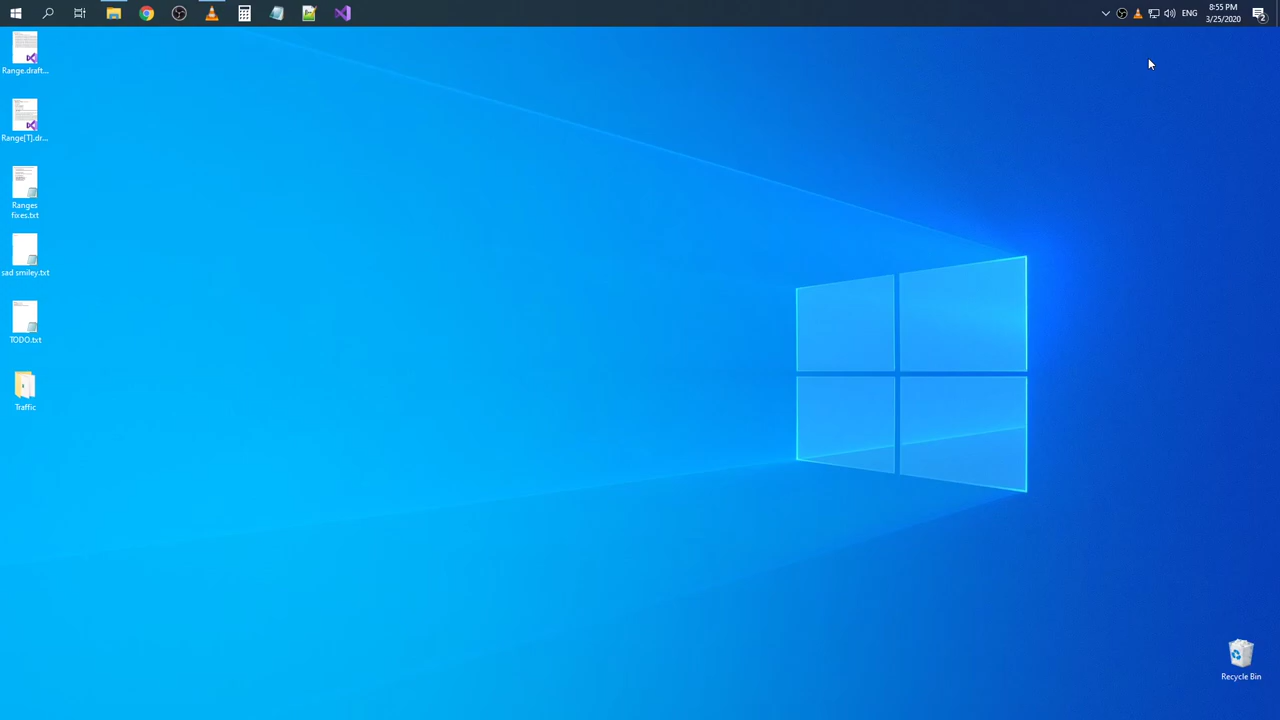 ENG
8:55 PM
3/25/2020
2
Range.draft...
Range[T].dr...
Ranges
fixes.txt
sad smiley.txt
TODO.txt
Traffic
Recycle Bin